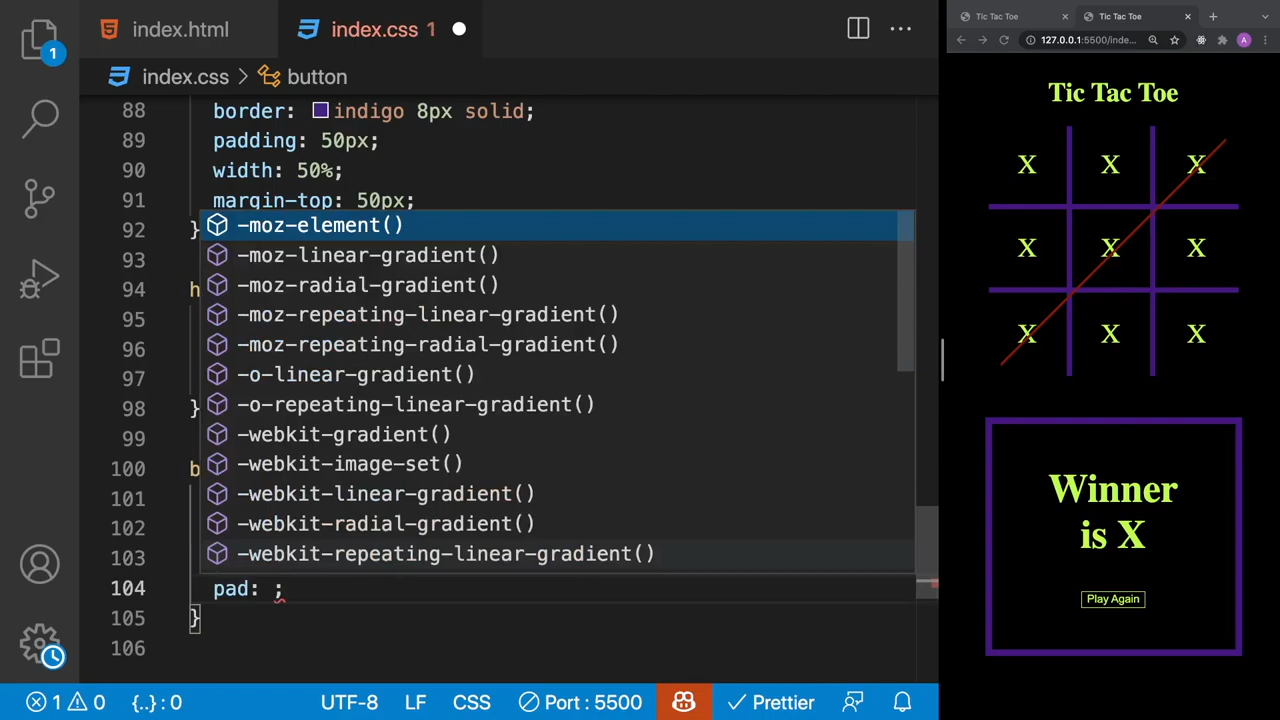 index.html
index.css 1
index.css > button
88 border: indigo 8px solid;
89 padding: 50px;
90 width: 50%;
91 margin-top: 50px;
92 }
93
94 h
95
96
97
98 }
99
100 b
101
102
103
104 pad: ;
105 }
106
-moz-element()
-moz-linear-gradient()
-moz-radial-gradient()
-moz-repeating-linear-gradient()
-moz-repeating-radial-gradient()
-o-linear-gradient()
-o-repeating-linear-gradient()
-webkit-gradient()
-webkit-image-set()
-webkit-linear-gradient()
-webkit-radial-gradient()
-webkit-repeating-linear-gradient()
1
1 0 {..} : 0 UTF-8 LF CSS Port : 5500 Prettier
Tic Tac Toe Tic Tac Toe
127.0.0.1:5500/inde... A
Tic Tac Toe
X X X
X X X
X X X
Winner
is X
Play Again